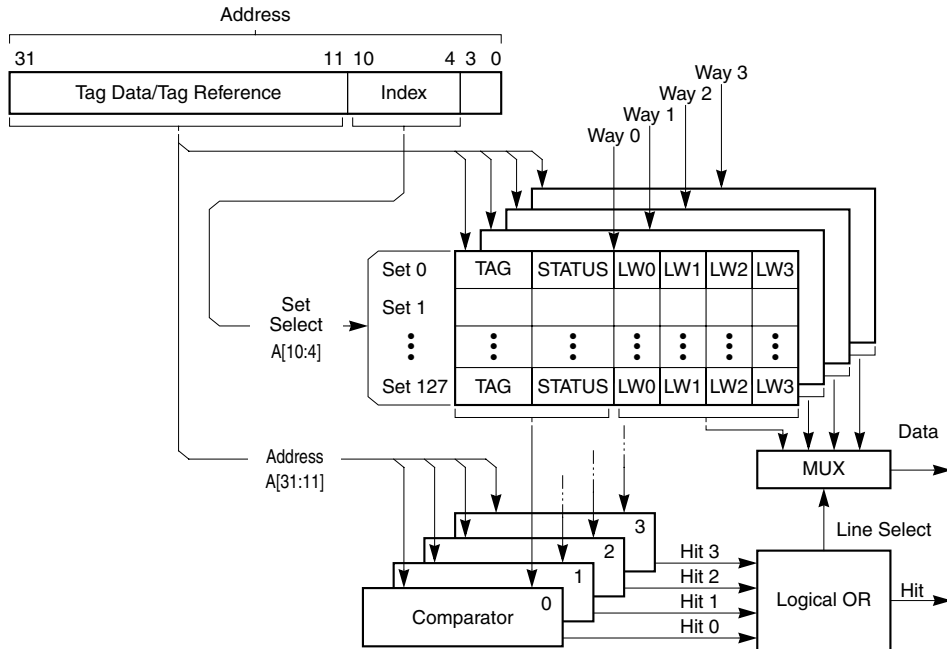 Address
31 11 10 4 3 0
Tag Data/Tag Reference Index
Way 3
Way 2
Way 1
Way 0
Set 0 TAG STATUS LW0 LW1 LW2 LW3
Set 1
Set
Select
A[10:4]
Set 127 TAG STATUS LW0 LW1 LW2 LW3
Address
A[31:11]
Data
MUX
Line Select
3
2
1
0
Comparator
Hit 3
Hit 2
Hit 1
Hit 0
Logical OR
Hit